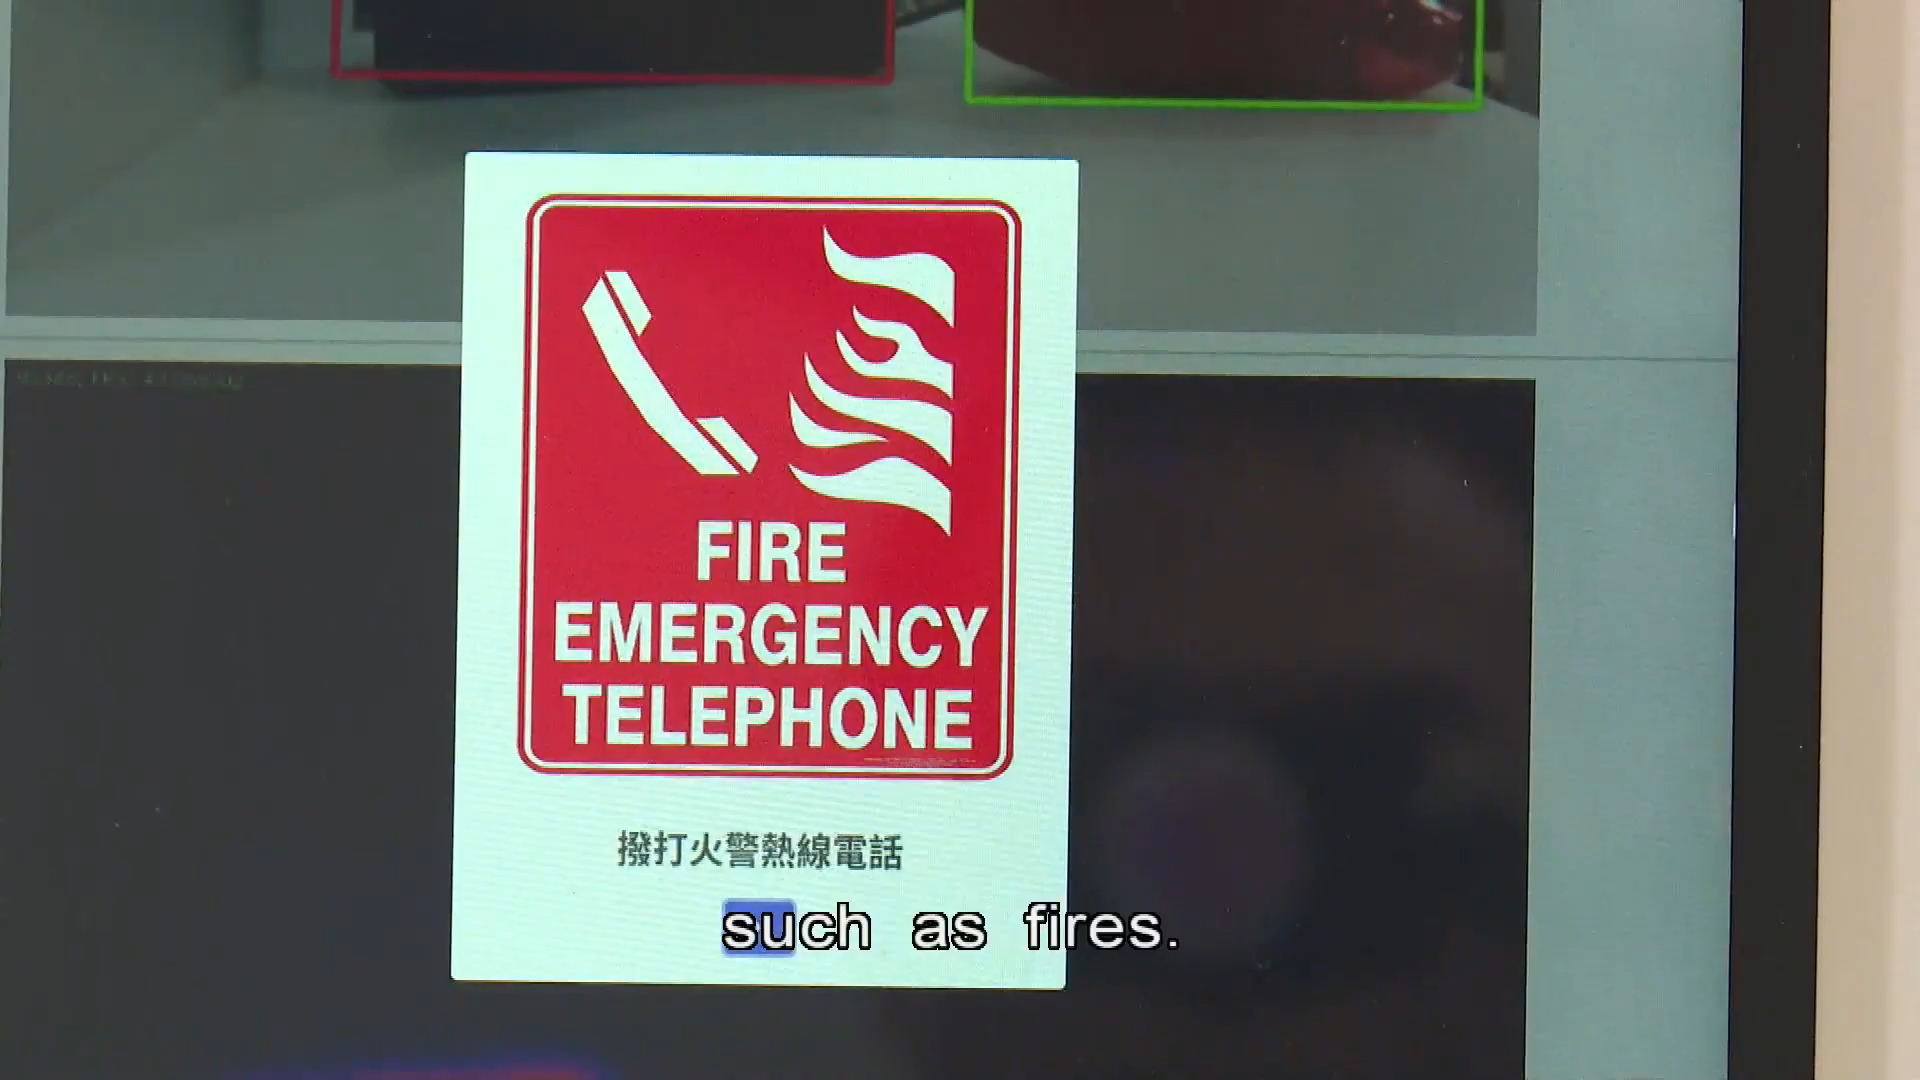 FIRE
EMERGENCY
TELEPHONE
撥打火警熱線電話
such as fires.